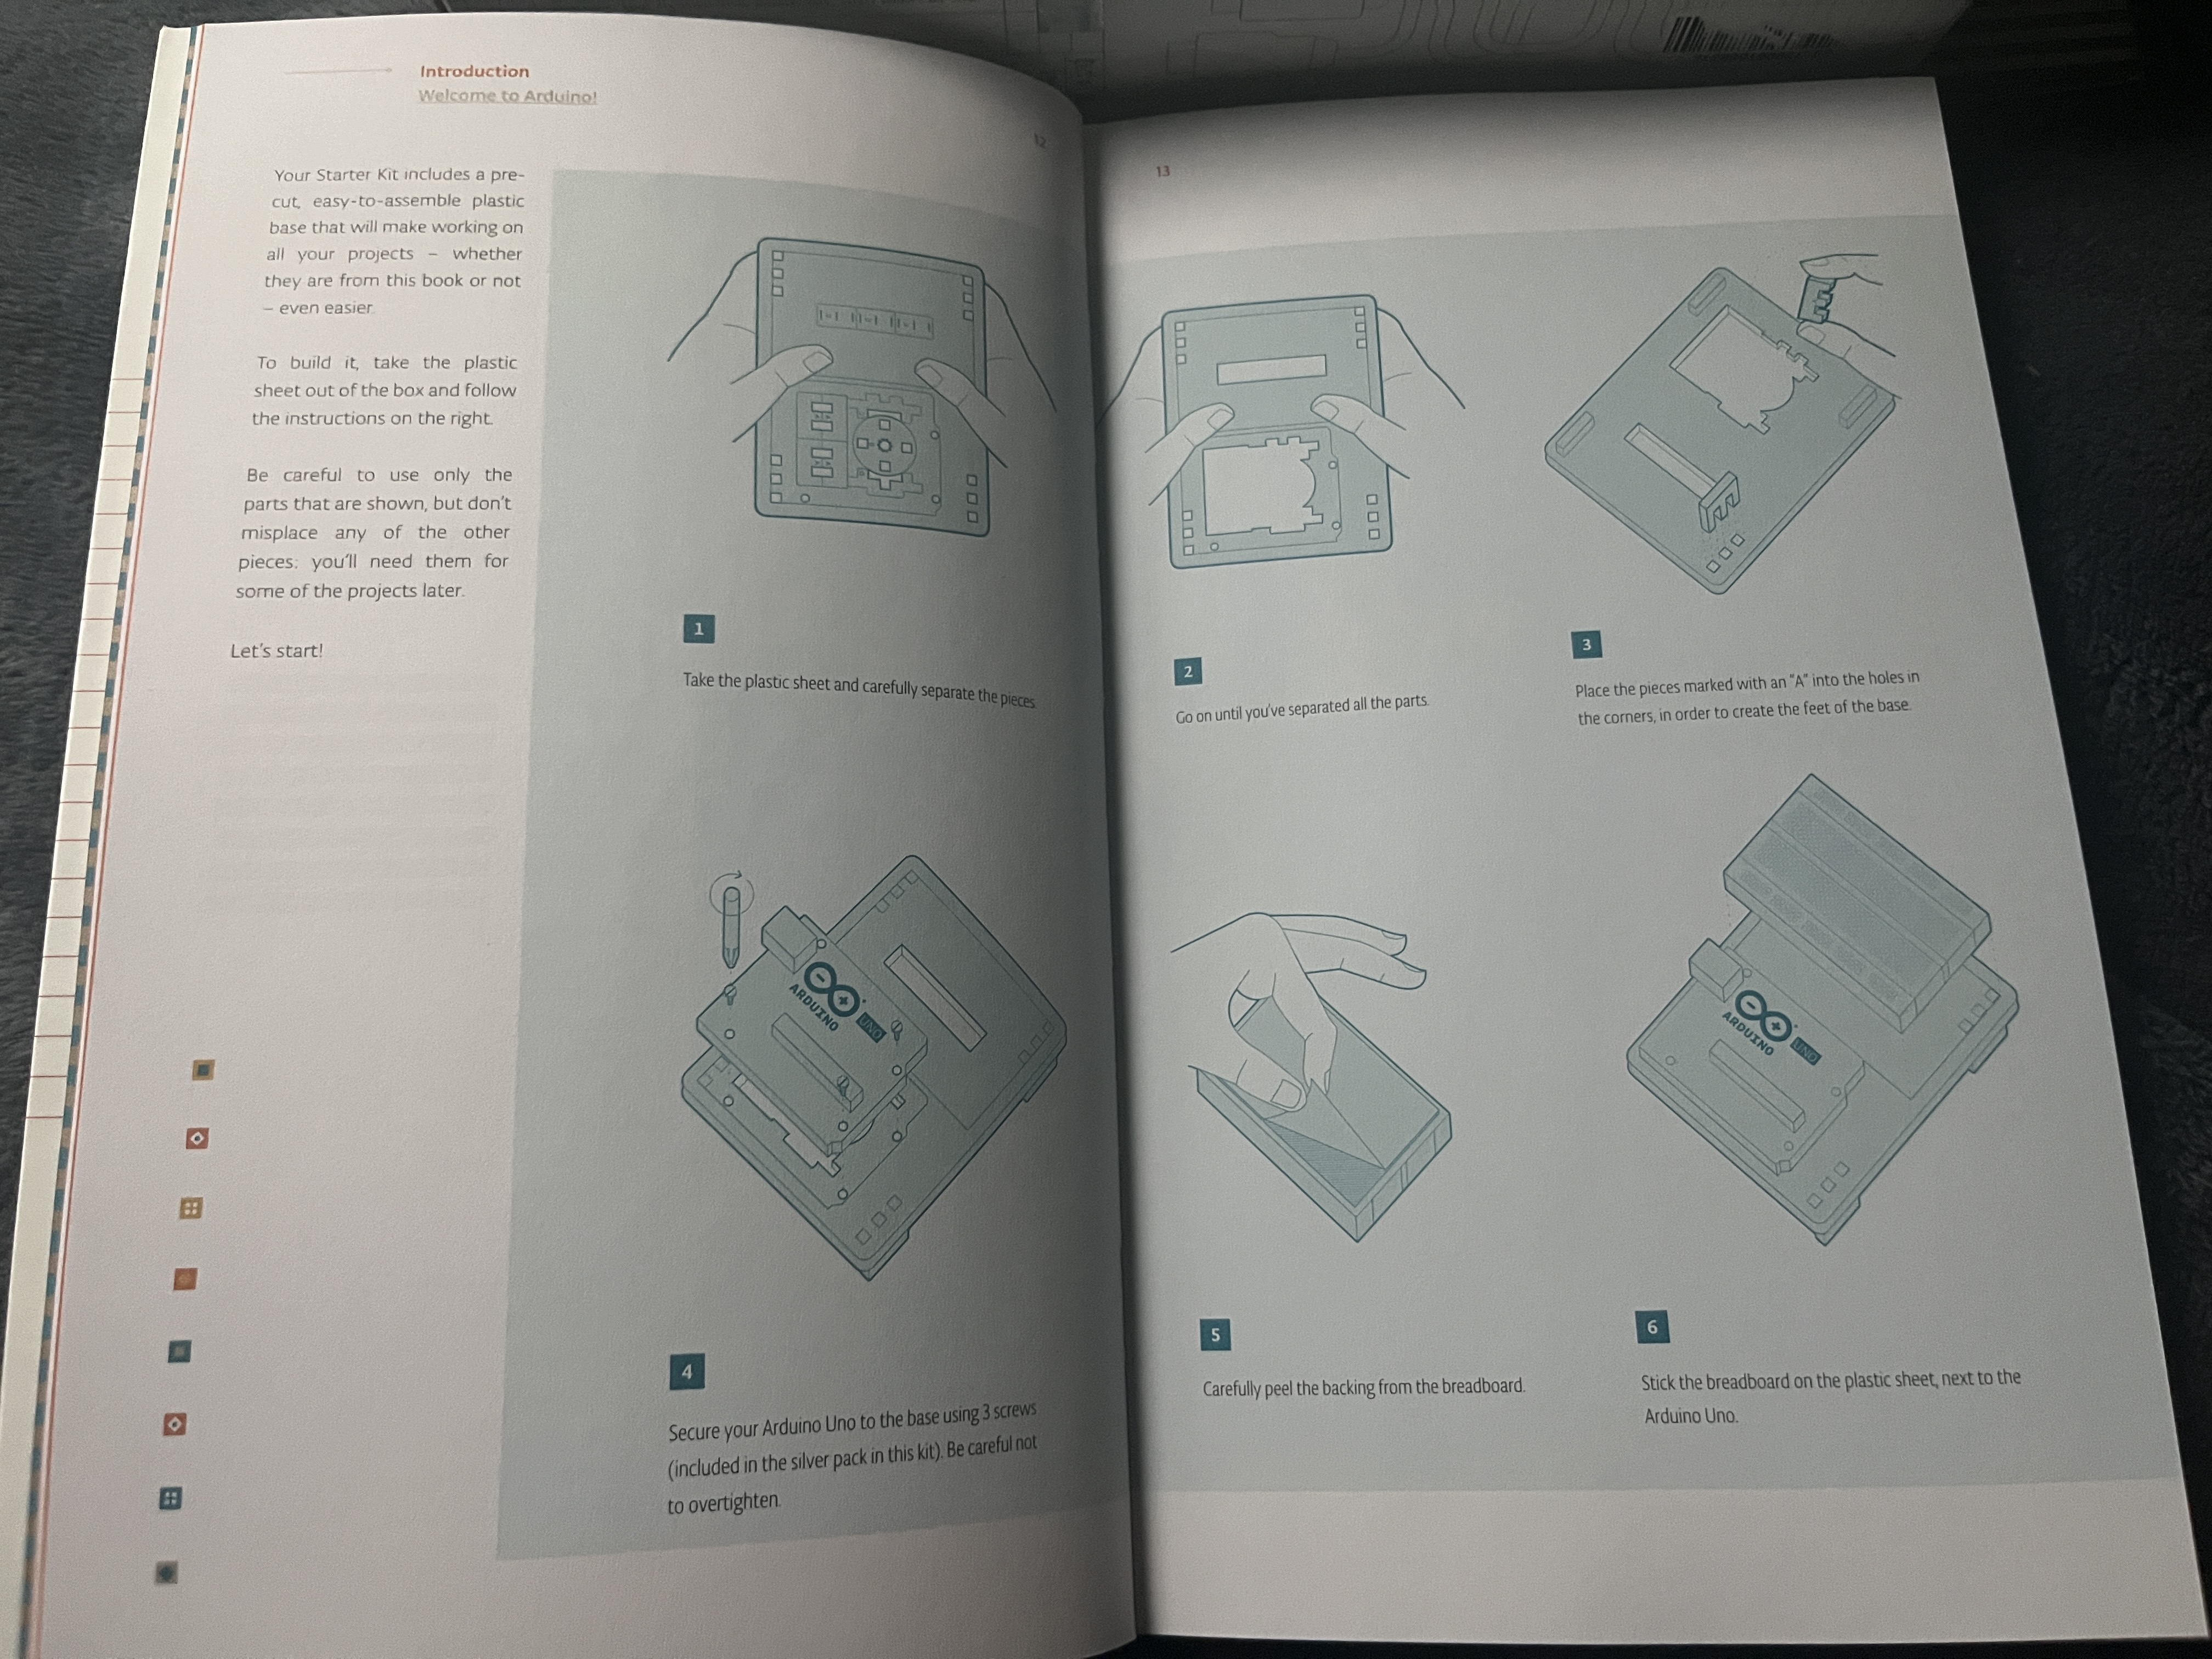 Introduction
Welcome to Arduino!
12
Your Starter Kit includes a pre-
cut, easy-to-assemble plastic
base that will make working on
all your projects – whether
they are from this book or not
– even easier.
To build it, take the plastic
sheet out of the box and follow
the instructions on the right.
Be careful to use only the
parts that are shown, but don't
misplace any of the other
pieces: you'll need them for
some of the projects later.
Let's start!
1
Take the plastic sheet and carefully separate the pieces.
ARDUINO
UNO
4
Secure your Arduino Uno to the base using 3 screws
(included in the silver pack in this kit). Be careful not
to overtighten.
13
2
Go on until you've separated all the parts.
3
Place the pieces marked with an "A" into the holes in
the corners, in order to create the feet of the base.
5
Carefully peel the backing from the breadboard.
ARDUINO
UNO
6
Stick the breadboard on the plastic sheet, next to the
Arduino Uno.